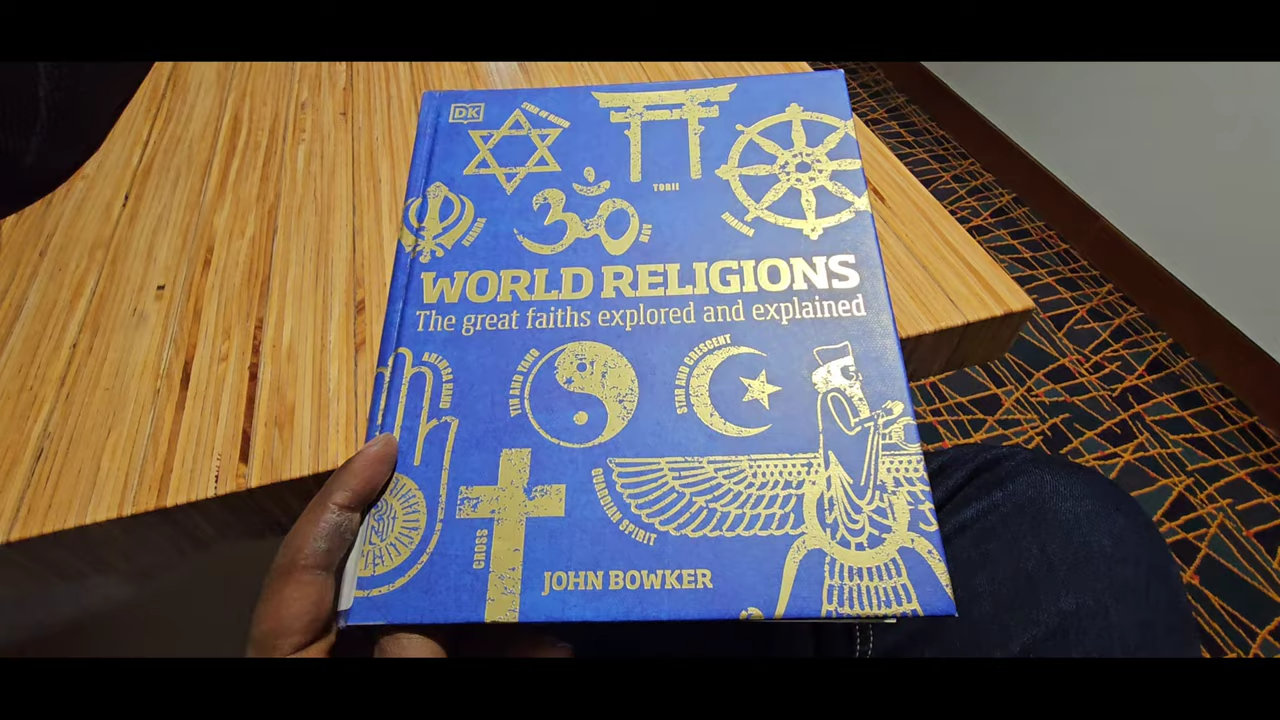 DK
STAR OF DAVID
TORII
KHANDA
AUM
DHARMA
WORLD RELIGIONS
The great faiths explored and explained
AHIMSA HAND
YIN AND YANG
STAR AND CRESCENT
GUARDIAN SPIRIT
CROSS
JOHN BOWKER